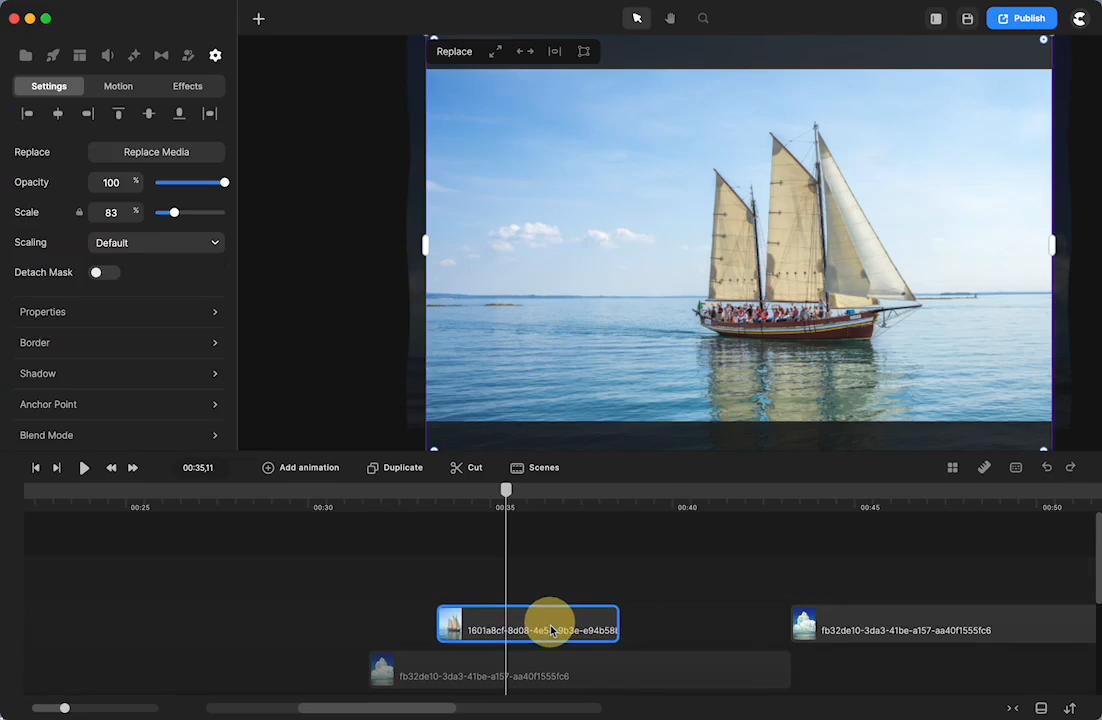 Publish
Replace
Settings Motion Effects
Replace Replace Media
Opacity 100 %
Scale 83 %
Scaling Default
Detach Mask
Properties
Border
Shadow
Anchor Point
Blend Mode
00:35,11 Add animation Duplicate Cut Scenes
00:25 00:30 00:35 00:40 00:45 00:50
fb32de10-3da3-41be-a157-aa40f1555fc6
fb32de10-3da3-41be-a157-aa40f1555fc6